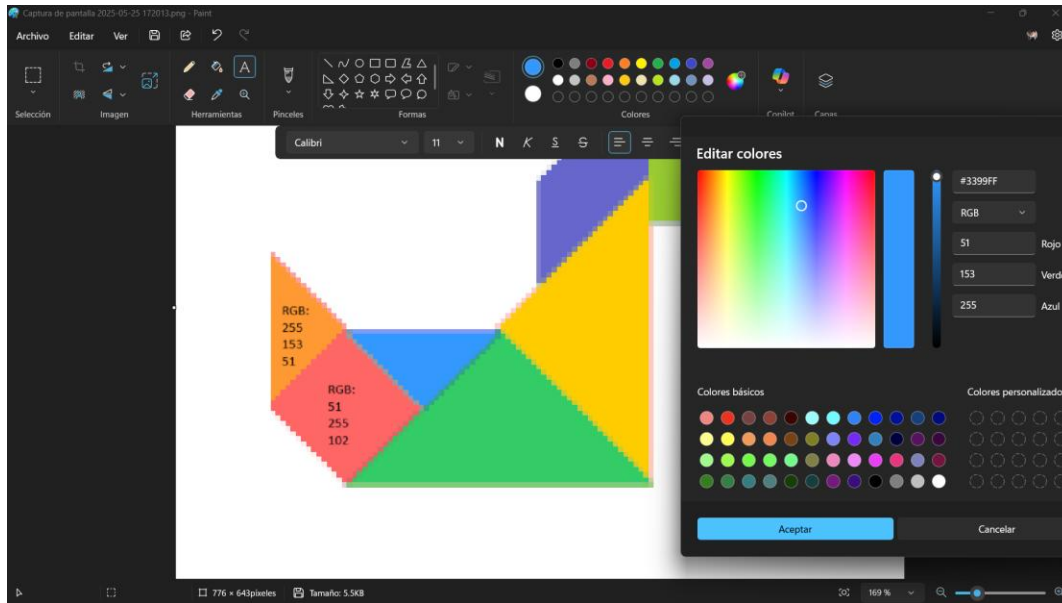 Captura de pantalla 2025-05-25 172013.png - Paint
Archivo Editar Ver
Selección Imagen Herramientas Pinceles Formas Colores Copilot Capas
Calibri 11 N K S S
Editar colores
#3399FF
RGB
51 Rojo
153 Verde
255 Azul
RGB:
255
153
51
RGB:
51
255
102
Colores básicos Colores personalizado
Aceptar Cancelar
776 × 643píxeles Tamaño: 5.5KB 169 %